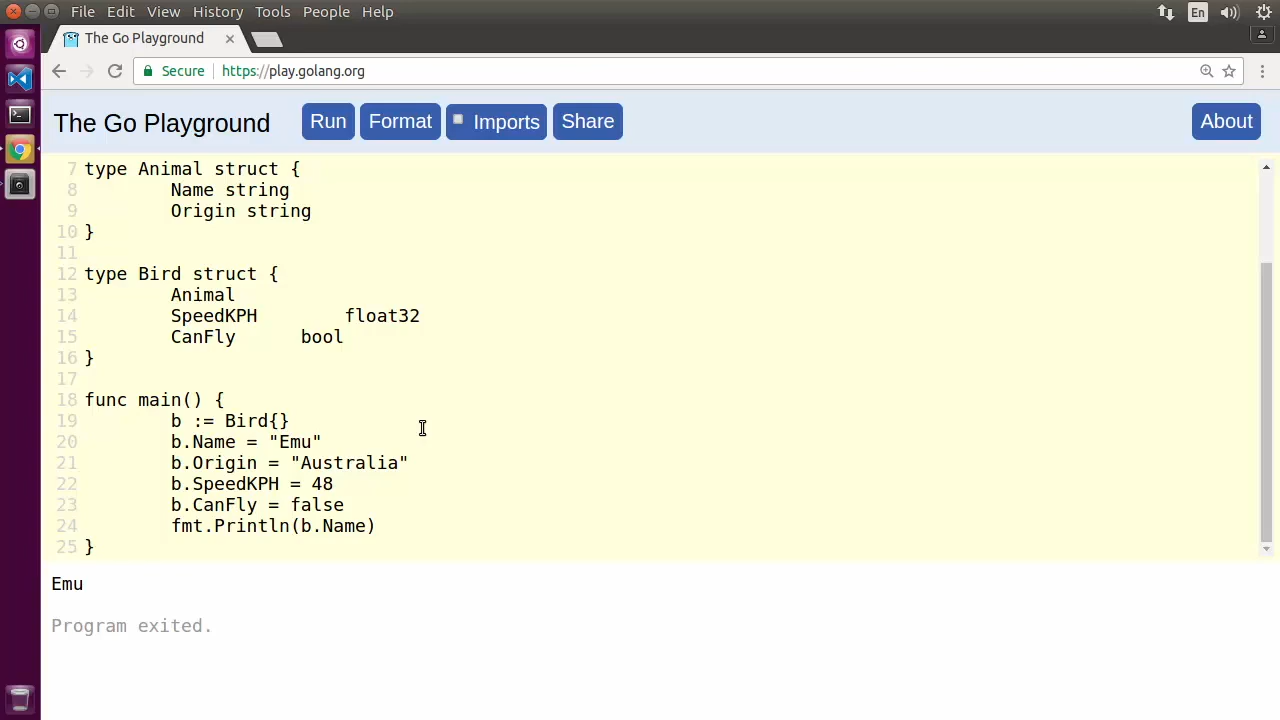 File Edit View History Tools People Help
En
The Go Playground
Secure https://play.golang.org
The Go Playground Run Format Imports Share About
7 type Animal struct {
8 Name string
9 Origin string
10 }
11
12 type Bird struct {
13 Animal
14 SpeedKPH float32
15 CanFly bool
16 }
17
18 func main() {
19 b := Bird{}
20 b.Name = "Emu"
21 b.Origin = "Australia"
22 b.SpeedKPH = 48
23 b.CanFly = false
24 fmt.Println(b.Name)
25 }
Emu
Program exited.